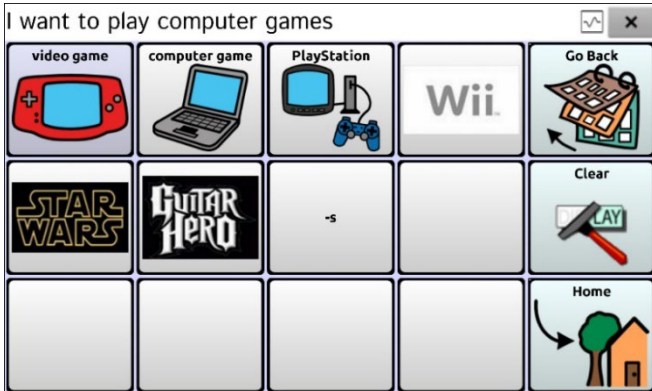 I want to play computer games
video game
computer game
PlayStation
Wii
Go Back
STAR
WARS
GUITAR
HERO
-s
Clear
DISPLAY
Home